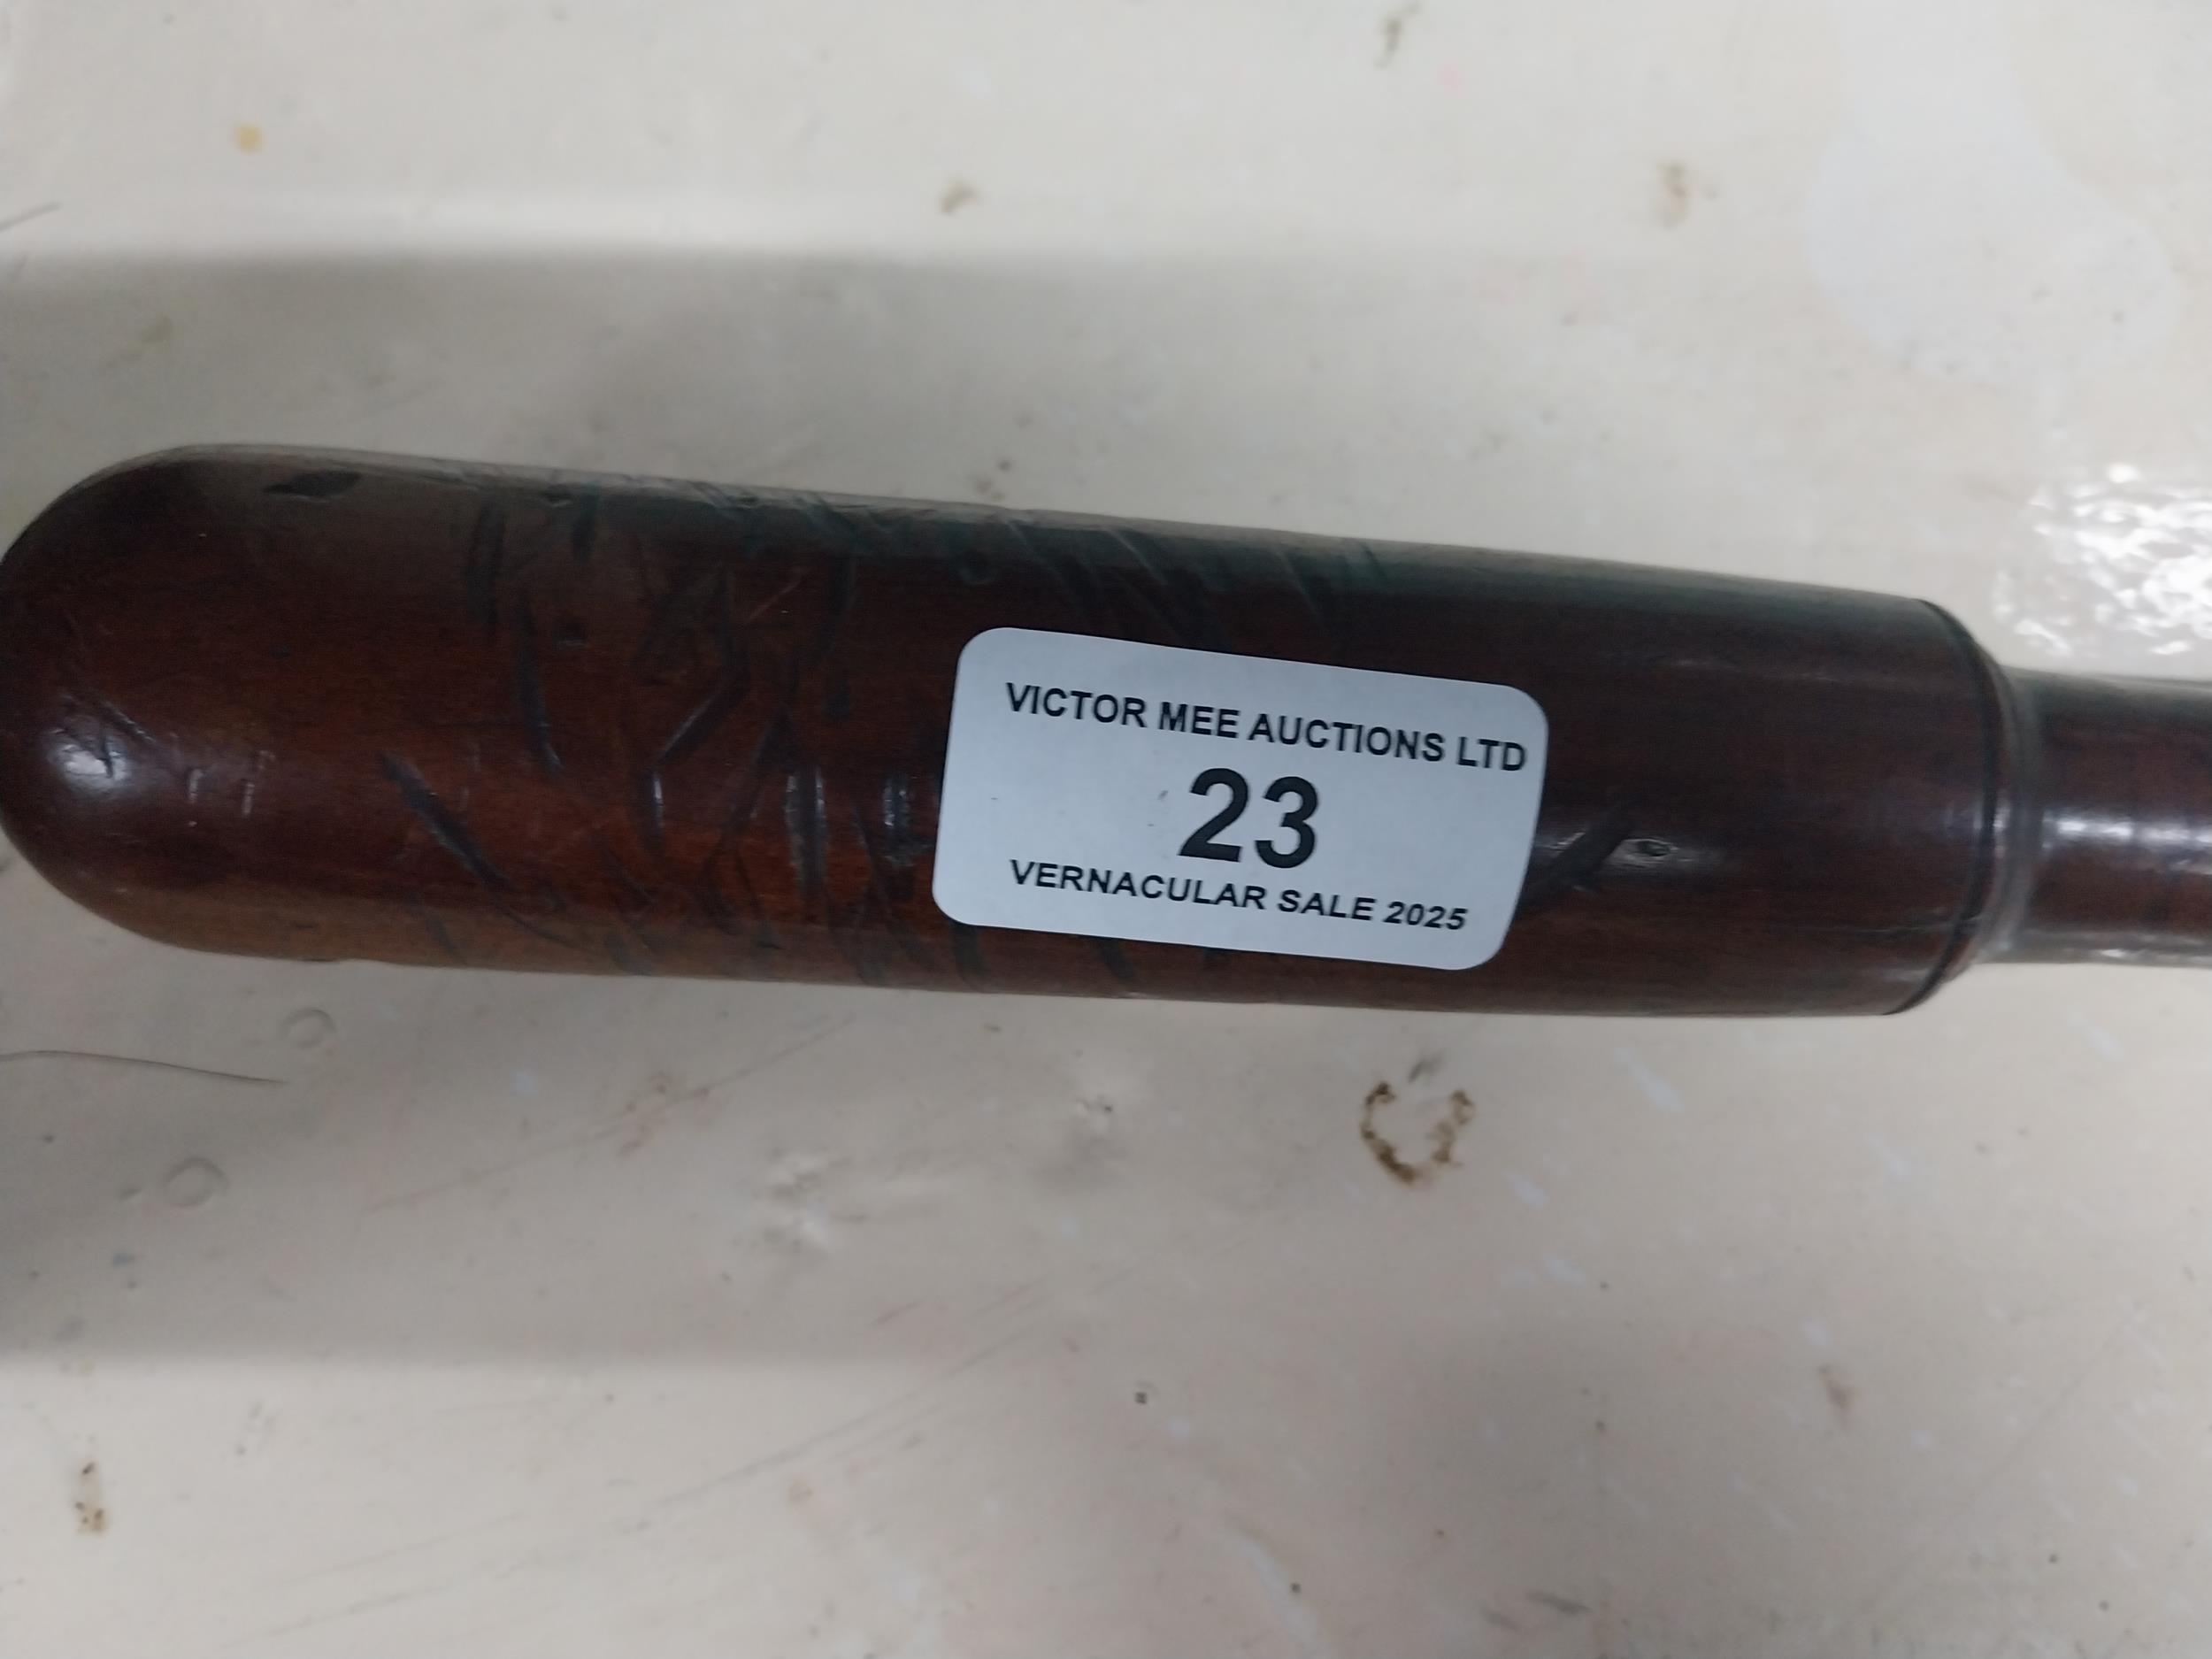 VICTOR MEE AUCTIONS LTD
23
VERNACULAR SALE 2025